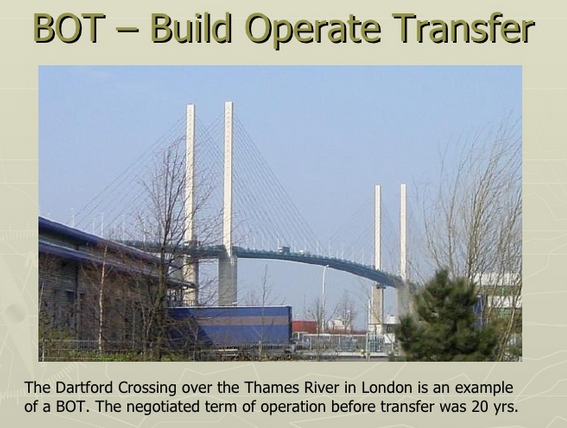 BOT – Build Operate Transfer
The Dartford Crossing over the Thames River in London is an example
of a BOT. The negotiated term of operation before transfer was 20 yrs.